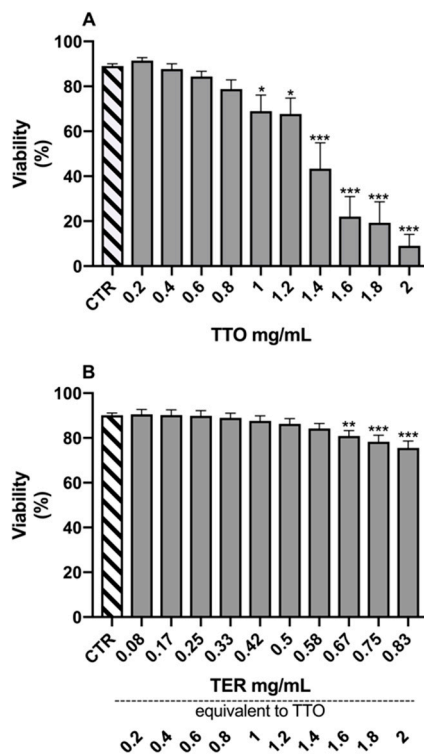 A
Viability
(%)
100
80
60
40
20
0
* * *** *** *** ***
CTR 0.2 0.4 0.6 0.8 1 1.2 1.4 1.6 1.8 2
TTO mg/mL
B
Viability
(%)
100
80
60
40
20
0
** *** ***
CTR 0.08 0.17 0.25 0.33 0.42 0.5 0.58 0.67 0.75 0.83
TER mg/mL
equivalent to TTO
0.2 0.4 0.6 0.8 1 1.2 1.4 1.6 1.8 2